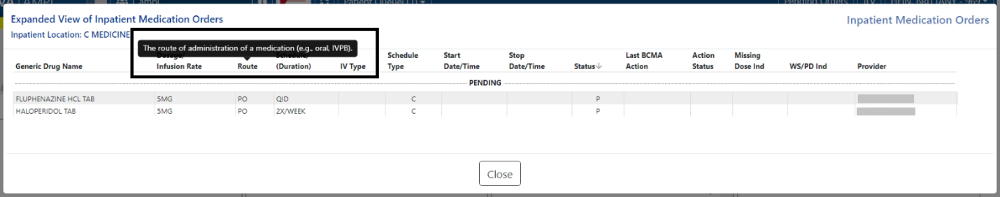 Expanded View of Inpatient Medication Orders
Inpatient Medication Orders
Inpatient Location: C MEDICINE
The route of administration of a medication (e.g., oral, IVPB).
Generic Drug Name Dosage/ Infusion Rate Route Schedule/ (Duration) IV Type Schedule Type Start Date/Time Stop Date/Time Status Last BCMA Action Action Status Missing Dose Ind WS/PD Ind Provider
PENDING
FLUPHENAZINE HCL TAB 5MG PO QID C P
HALOPERIDOL TAB 5MG PO 2X/WEEK C P
Close